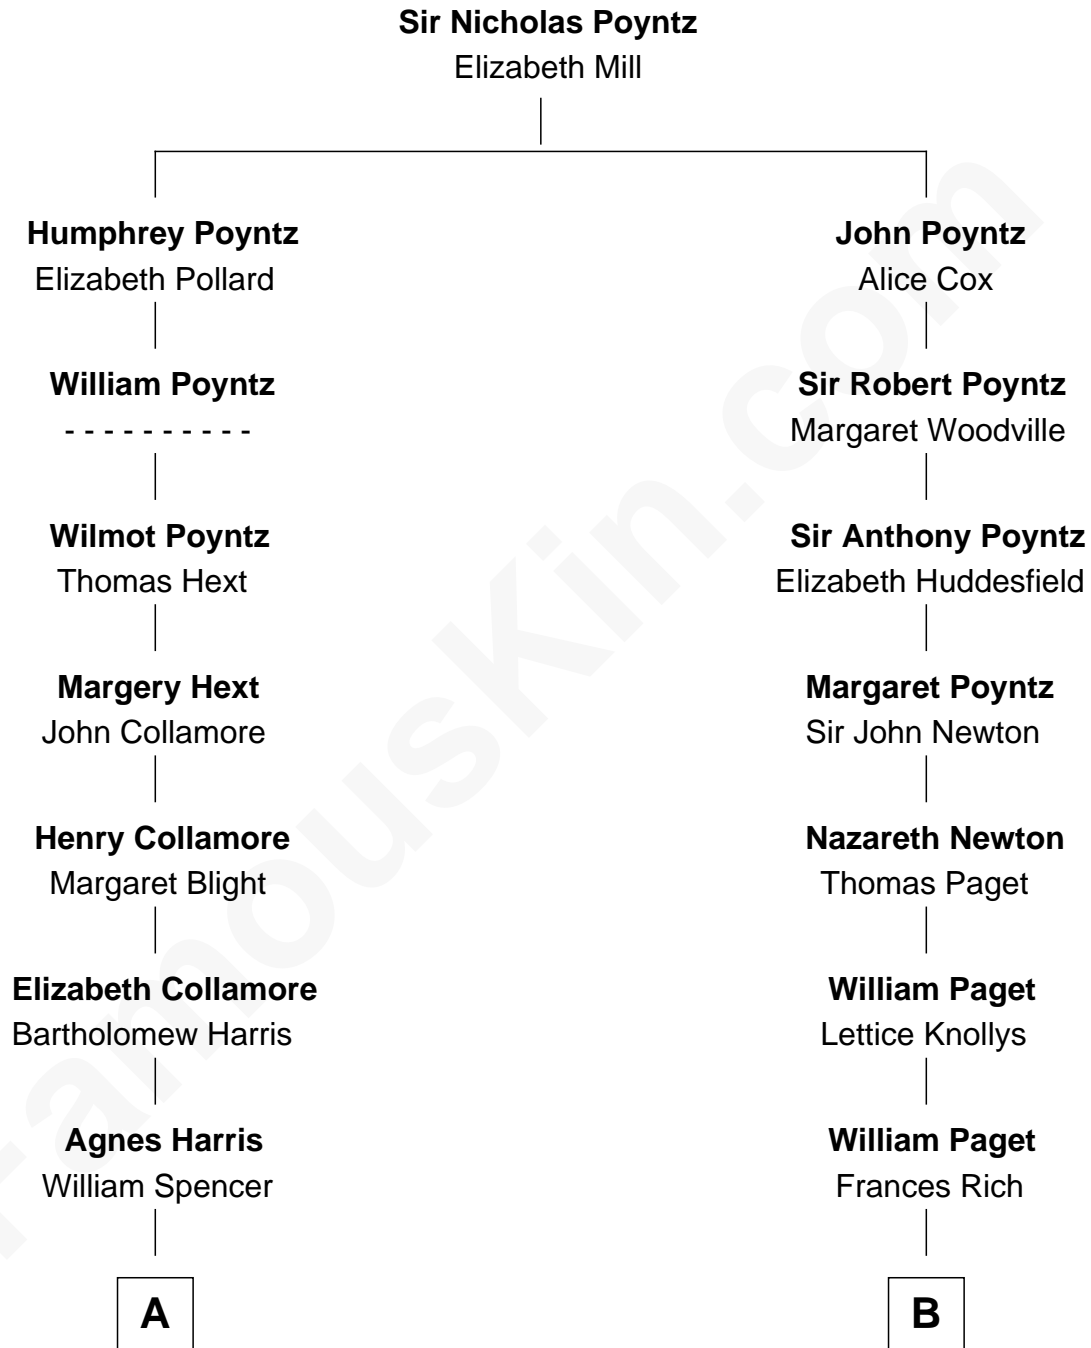 Sir Nicholas Poyntz
Elizabeth Mill
Humphrey Poyntz
Elizabeth Pollard
John Poyntz
Alice Cox
William Poyntz
- - - - - - - - - -
Sir Robert Poyntz
Margaret Woodville
Wilmot Poyntz
Thomas Hext
Sir Anthony Poyntz
Elizabeth Huddesfield
Margery Hext
John Collamore
Margaret Poyntz
Sir John Newton
Henry Collamore
Margaret Blight
Nazareth Newton
Thomas Paget
Elizabeth Collamore
Bartholomew Harris
William Paget
Lettice Knollys
Agnes Harris
William Spencer
William Paget
Frances Rich
A
B
FamousKin.com